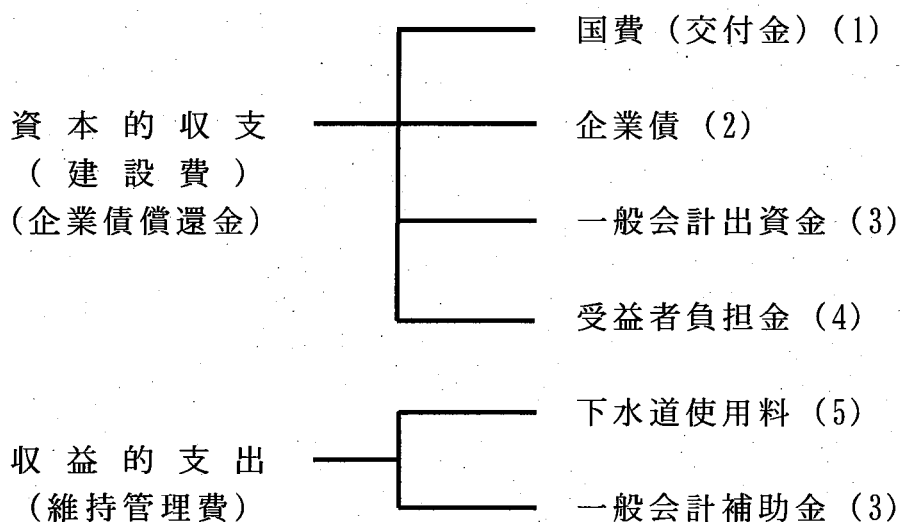 国費（交付金）(1)
資本的収支
(建設費)
(企業債償還金)
企業債 (2)
一般会計出資金 (3)
受益者負担金 (4)
収益的支出
(維持管理費)
下水道使用料 (5)
一般会計補助金 (3)